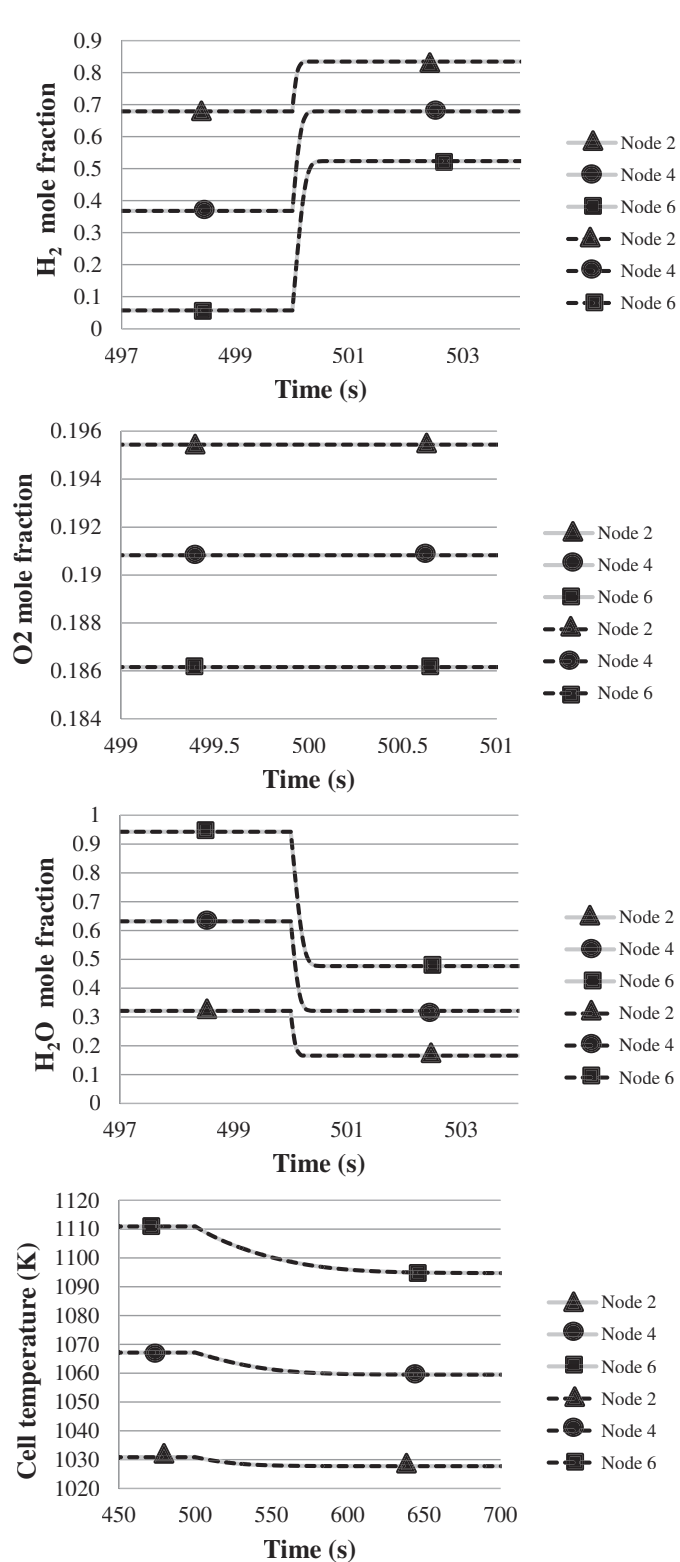 0.9
0.8
0.7
0.6
0.5
0.4
0.3
0.2
0.1
0
H2 mole fraction
497 499 501 503
Time (s)
Node 2
Node 4
Node 6
Node 2
Node 4
Node 6
0.196
0.194
0.192
0.19
0.188
0.186
0.184
O2 mole fraction
499 499.5 500 500.5 501
Time (s)
Node 2
Node 4
Node 6
Node 2
Node 4
Node 6
1
0.9
0.8
0.7
0.6
0.5
0.4
0.3
0.2
0.1
0
H2O mole fraction
497 499 501 503
Time (s)
Node 2
Node 4
Node 6
Node 2
Node 4
Node 6
1120
1110
1100
1090
1080
1070
1060
1050
1040
1030
1020
Cell temperature (K)
450 500 550 600 650 700
Time (s)
Node 2
Node 4
Node 6
Node 2
Node 4
Node 6